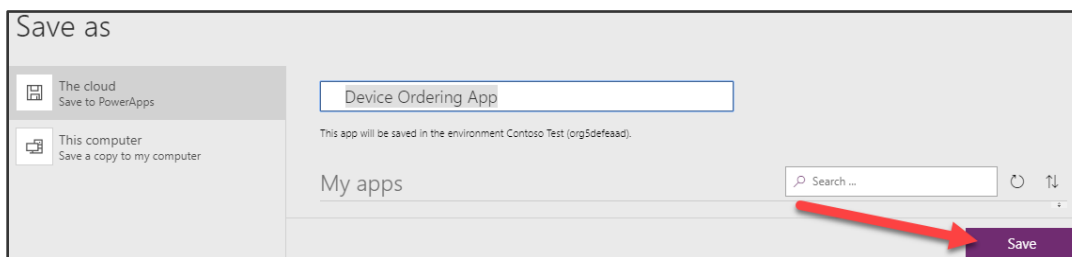 Save as
The cloud
Save to PowerApps
This computer
Save a copy to my computer
Device Ordering App
This app will be saved in the environment Contoso Test (org5defeaad).
My apps
Search ...
Save